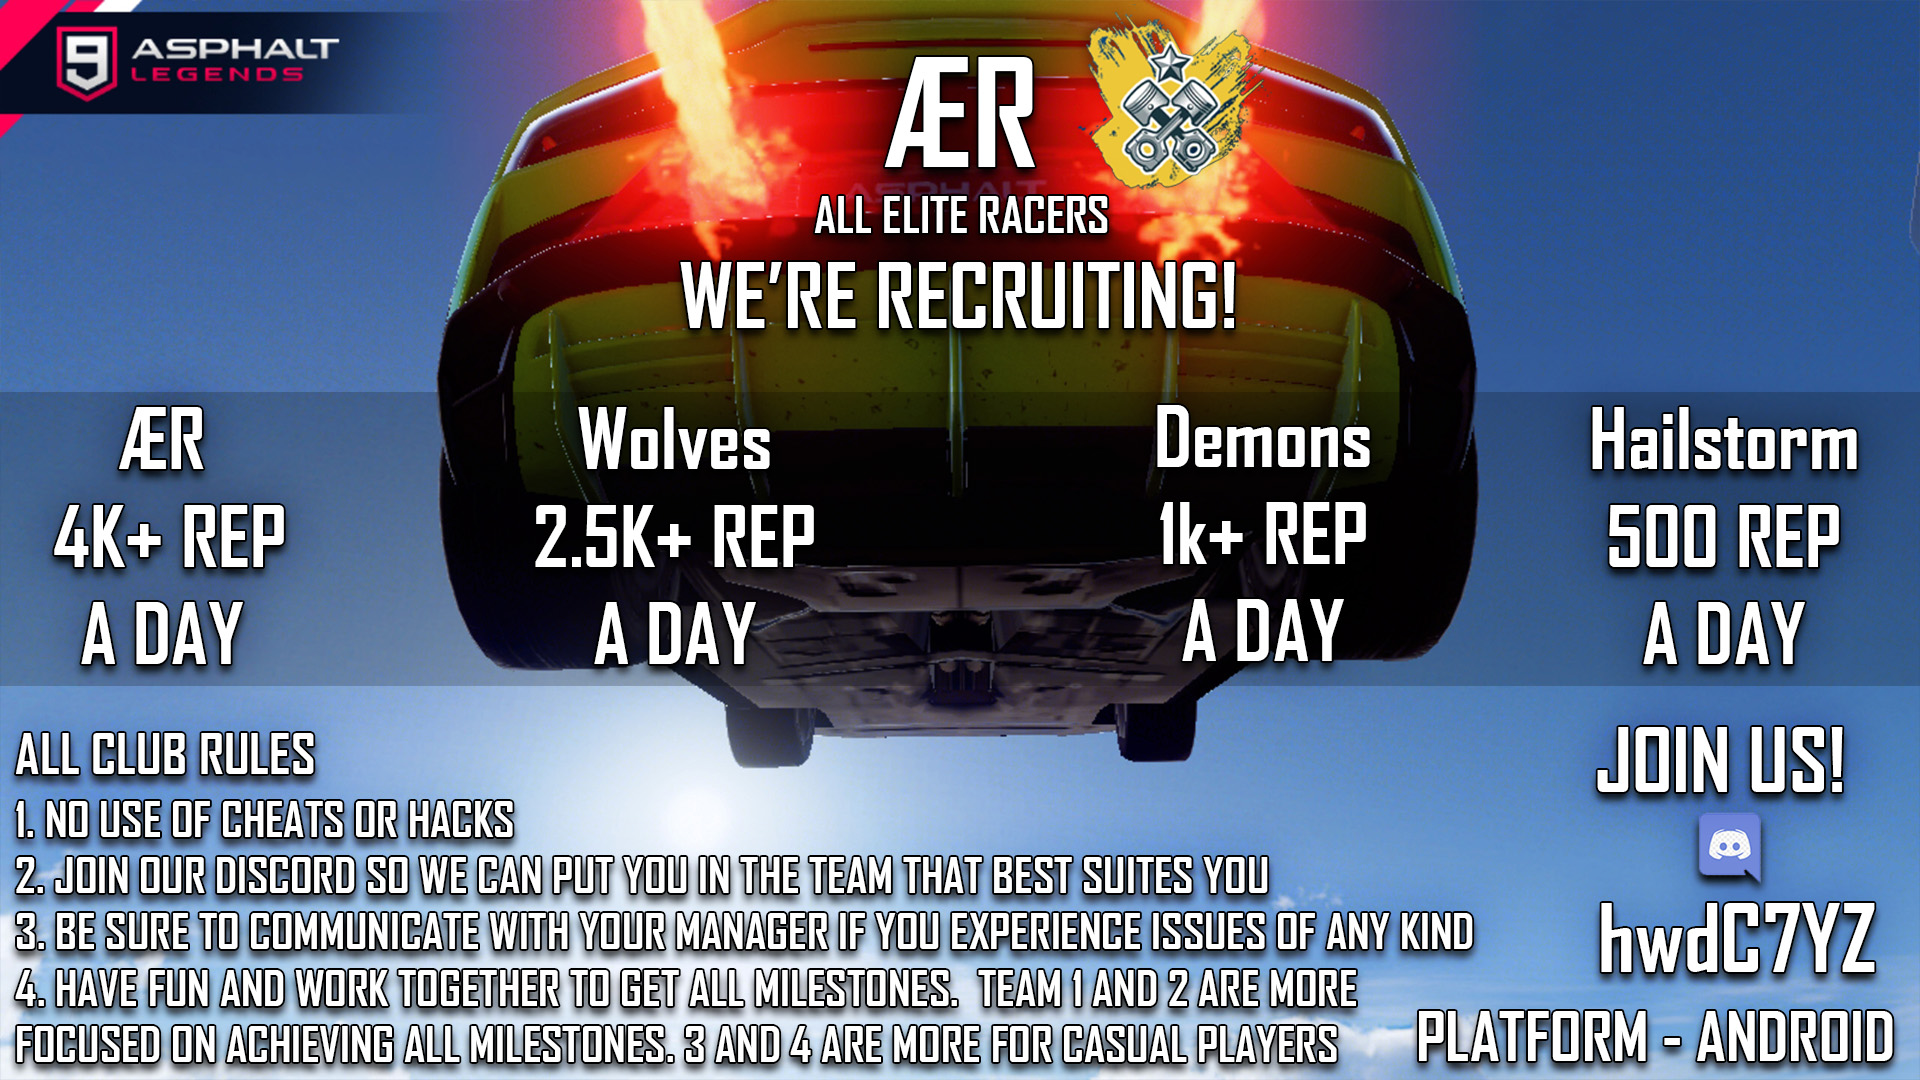 9 ASPHALT
LEGENDS
ÆR
ASPHALT
ALL ELITE RACERS
WE'RE RECRUITING!
ÆR
4K+ REP
A DAY
Wolves
2.5K+ REP
A DAY
Demons
1k+ REP
A DAY
Hailstorm
500 REP
A DAY
ALL CLUB RULES
1. NO USE OF CHEATS OR HACKS
2. JOIN OUR DISCORD SO WE CAN PUT YOU IN THE TEAM THAT BEST SUITES YOU
3. BE SURE TO COMMUNICATE WITH YOUR MANAGER IF YOU EXPERIENCE ISSUES OF ANY KIND
4. HAVE FUN AND WORK TOGETHER TO GET ALL MILESTONES.  TEAM 1 AND 2 ARE MORE
FOCUSED ON ACHIEVING ALL MILESTONES. 3 AND 4 ARE MORE FOR CASUAL PLAYERS
JOIN US!
hwdC7YZ
PLATFORM - ANDROID